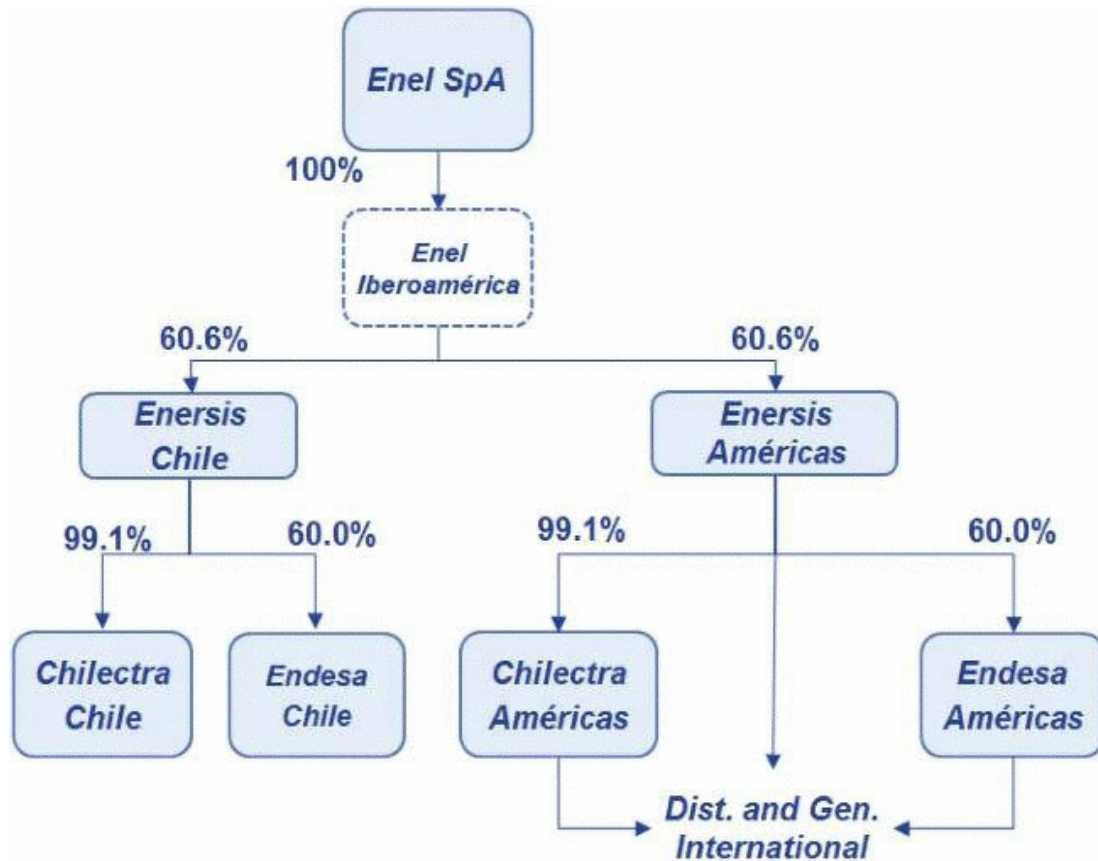 Enel SpA
100%
Enel
Iberoamérica
60.6%
60.6%
Enersis
Chile
Enersis
Américas
99.1%
60.0%
99.1%
60.0%
Chilectra
Chile
Endesa
Chile
Chilectra
Américas
Endesa
Américas
Dist. and Gen.
International